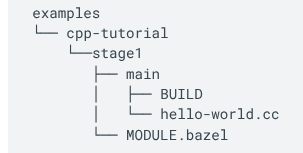 examples
└── cpp-tutorial
    └──stage1
       ├── main
       │   ├── BUILD
       │   └── hello-world.cc
       └── MODULE.bazel